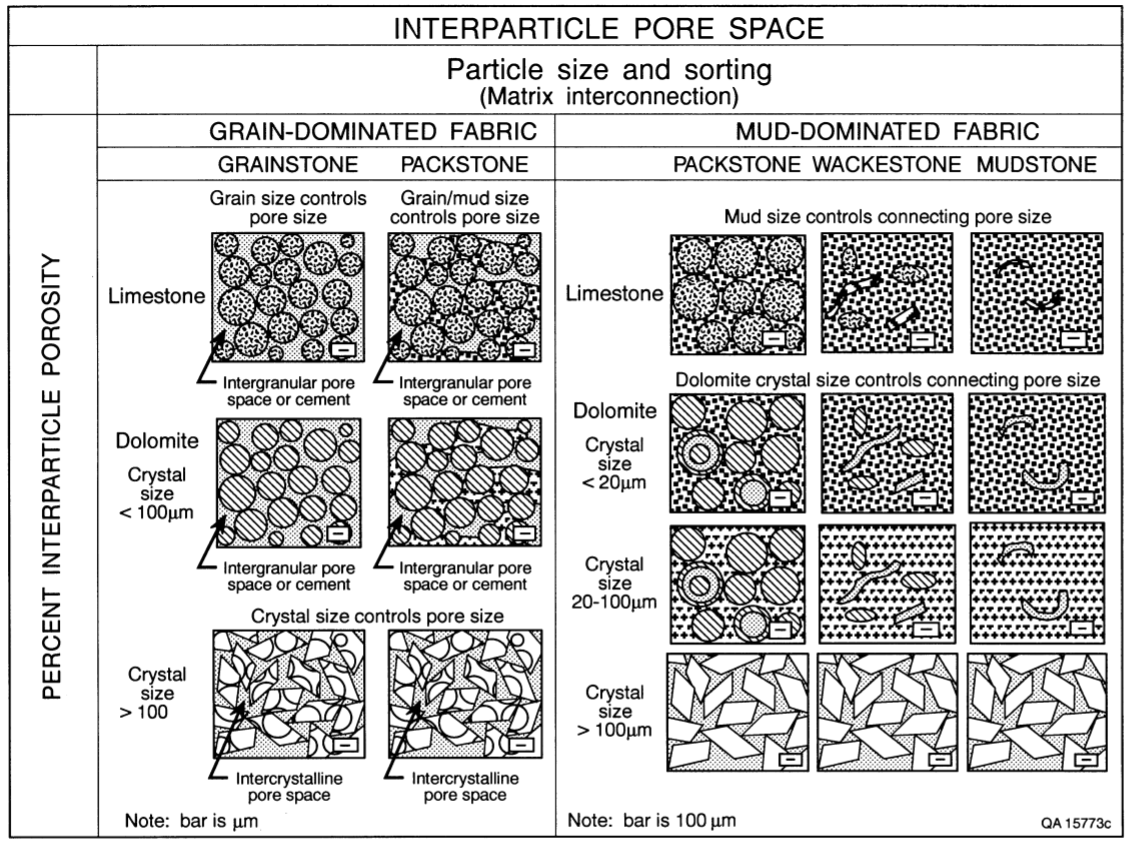 INTERPARTICLE PORE SPACE
Particle size and sorting
(Matrix interconnection)
GRAIN-DOMINATED FABRIC
MUD-DOMINATED FABRIC
GRAINSTONE
PACKSTONE
PACKSTONE
WACKESTONE
MUDSTONE
PERCENT INTERPARTICLE POROSITY
Grain size controls
pore size
Grain/mud size
controls pore size
Limestone
Intergranular pore
space or cement
Intergranular pore
space or cement
Dolomite
Crystal
size
< 100µm
Intergranular pore
space or cement
Intergranular pore
space or cement
Crystal size controls pore size
Crystal
size
> 100
Intercrystalline
pore space
Intercrystalline
pore space
Note: bar is µm
Mud size controls connecting pore size
Limestone
Dolomite crystal size controls connecting pore size
Dolomite
Crystal
size
< 20µm
Crystal
size
20-100µm
Crystal
size
> 100µm
Note: bar is 100 µm
QA 15773c